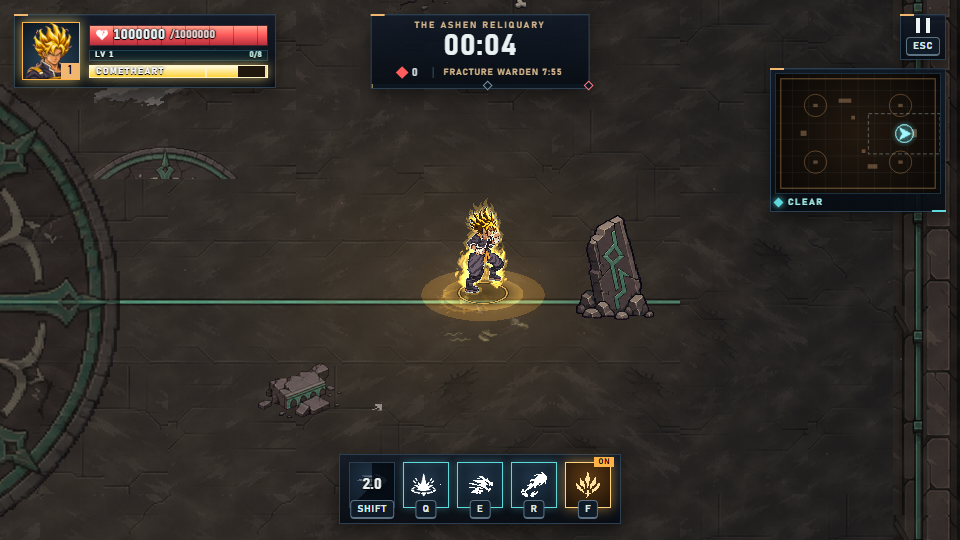 1000000 /1000000
LV 1 0/8
1
COMETHEART
THE ASHEN RELIQUARY
00:04
0 FRACTURE WARDEN 7:55
ESC
CLEAR
ON
2.0
SHIFT Q E R F